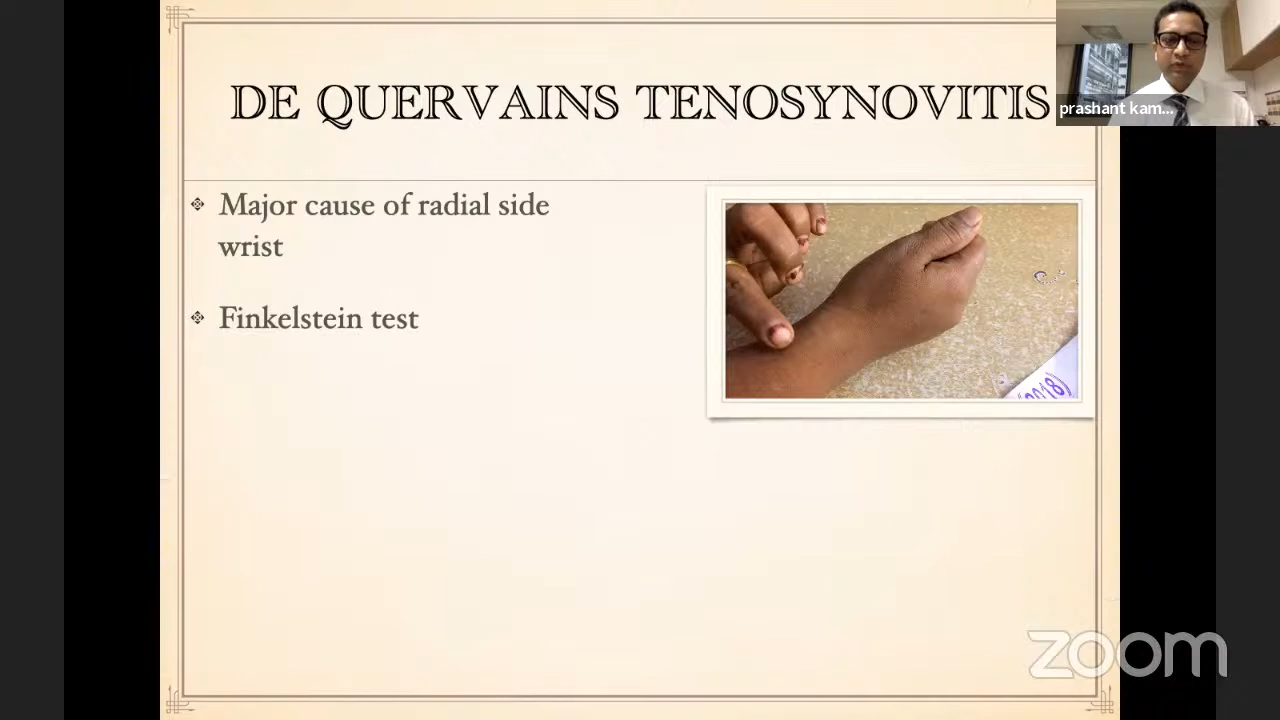 DE QUERVAINS TENOSYNOVITIS
prashant kam...
Major cause of radial side
wrist
Finkelstein test
zoom